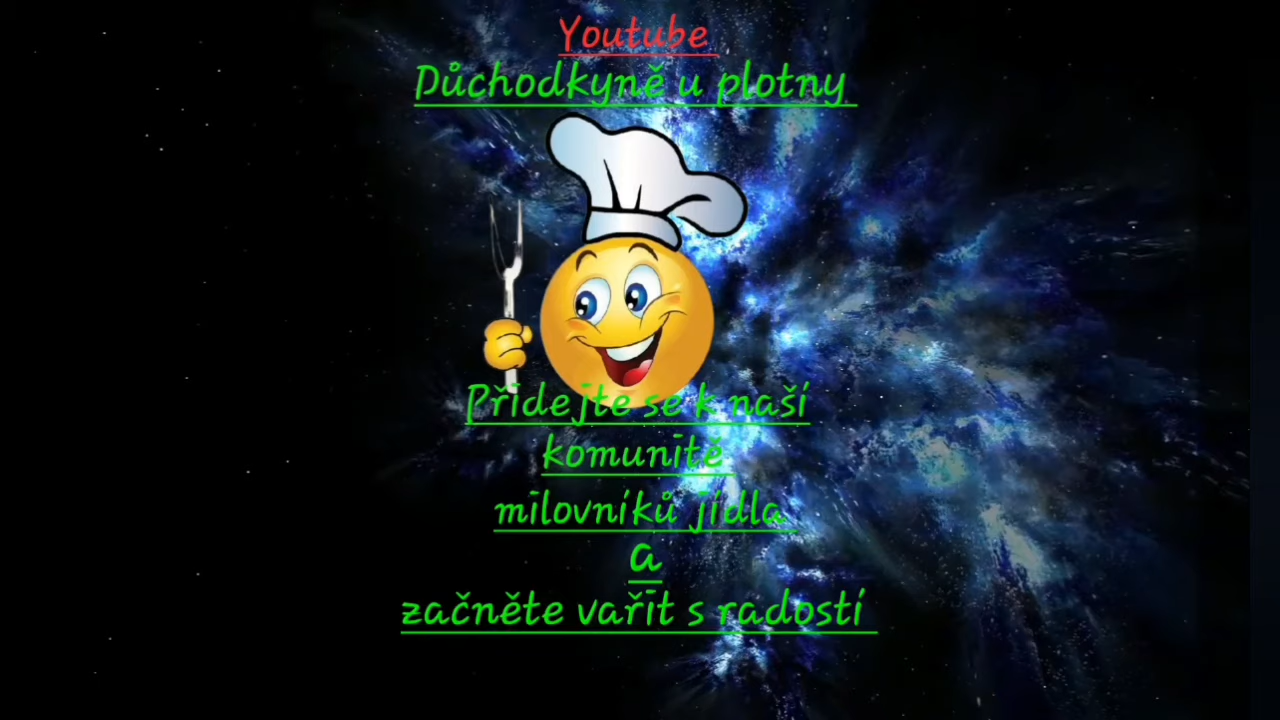 Youtube
Důchodkyně u plotny
Přidejte se k naší
komunitě
milovníků jídla
a
začněte vařit s radostí